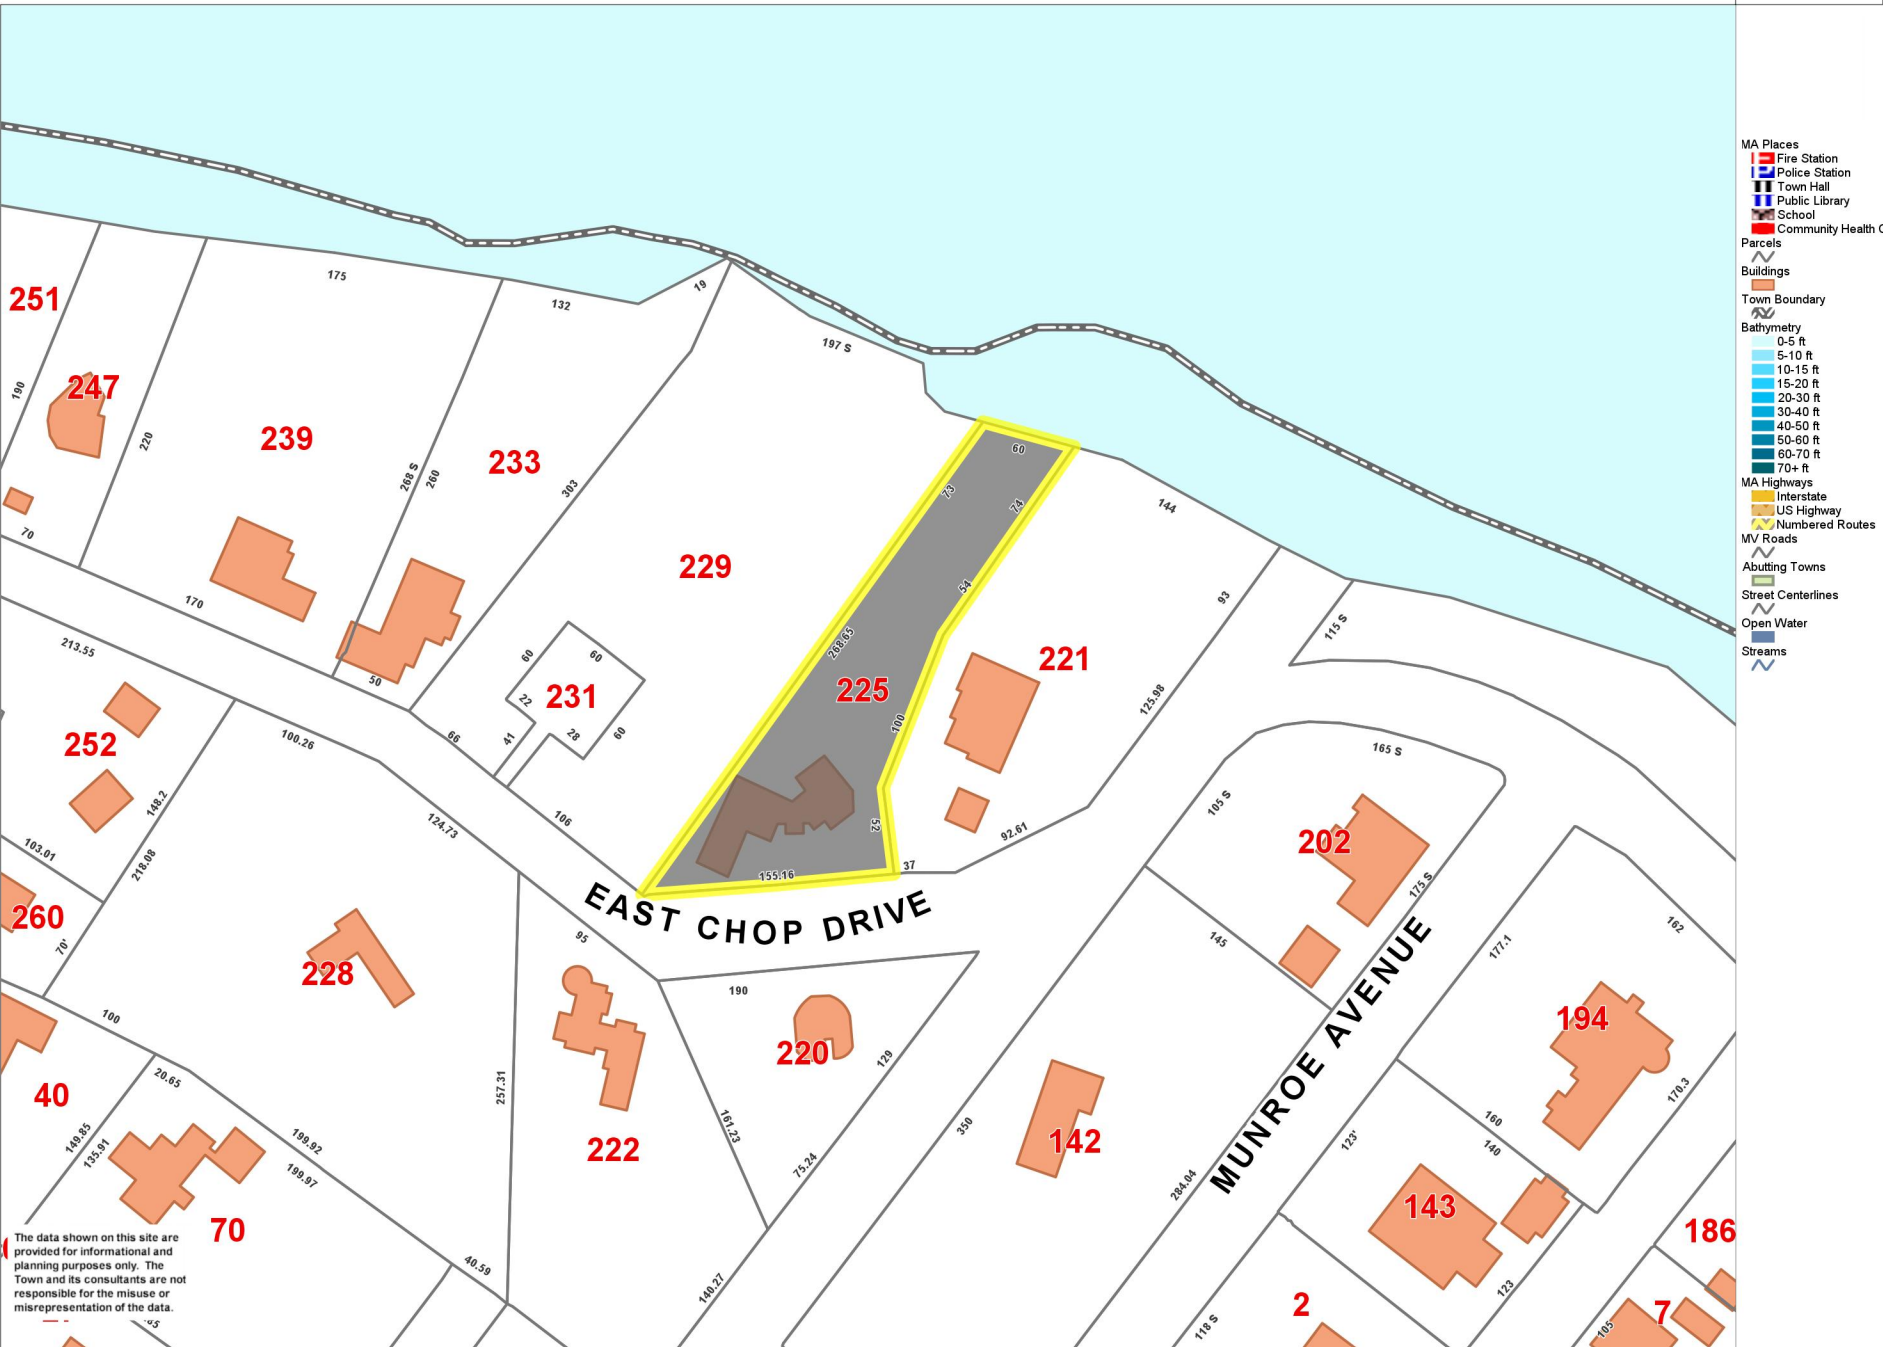 175
132
19
197 S
251
247
190
220
239
268 S
260
233
303
229
60
73
74
54
144
70
170
50
66
231
60
60
22
41
28
60
106
268.65
225
100
52
155.16
37
221
93
125.98
92.61
115 S
213.55
252
100.26
148.2
103.01
218.08
124.73
260
70'
228
95
EAST CHOP DRIVE
190
220
129
161.23
75.24
222
257.31
100
20.65
40
149.85
135.91
199.92
199.97
70
40.59
140.27
350
142
165 S
105 S
202
175 S
145
MUNROE AVENUE
284.04
177.1
162
194
170.3
160
140
123'
143
123
186
2
118 S
7
105
The data shown on this site are
provided for informational and
planning purposes only. The
Town and its consultants are not
responsible for the misuse or
misrepresentation of the data.
MA Places
Fire Station
Police Station
Town Hall
Public Library
School
Community Health C
Parcels
Buildings
Town Boundary
Bathymetry
0-5 ft
5-10 ft
10-15 ft
15-20 ft
20-30 ft
30-40 ft
40-50 ft
50-60 ft
60-70 ft
70+ ft
MA Highways
Interstate
US Highway
Numbered Routes
MV Roads
Abutting Towns
Street Centerlines
Open Water
Streams